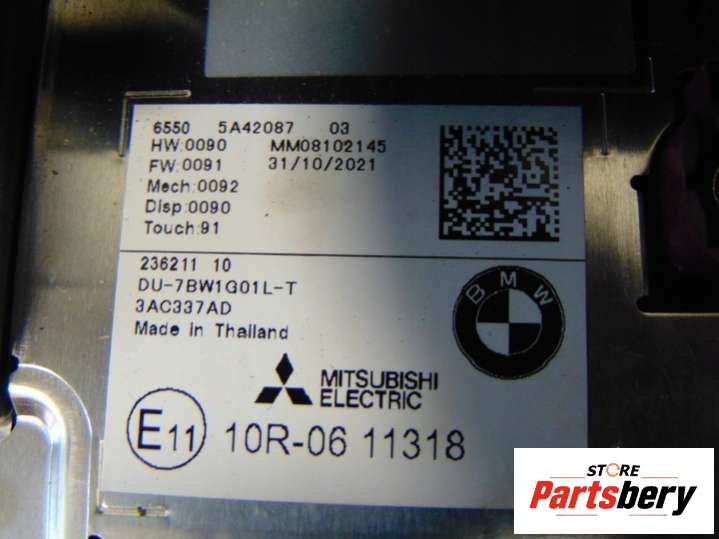 6550 5A42087 03
HW:0090 MM08102145
FW:0091 31/10/2021
Mech:0092
Disp:0090
Touch:91
236211 10
DU-7BW1G01L-T
3AC337AD
Made in Thailand
BMW
MITSUBISHI
ELECTRIC
E11 10R-06 11318
STORE
Partsbery